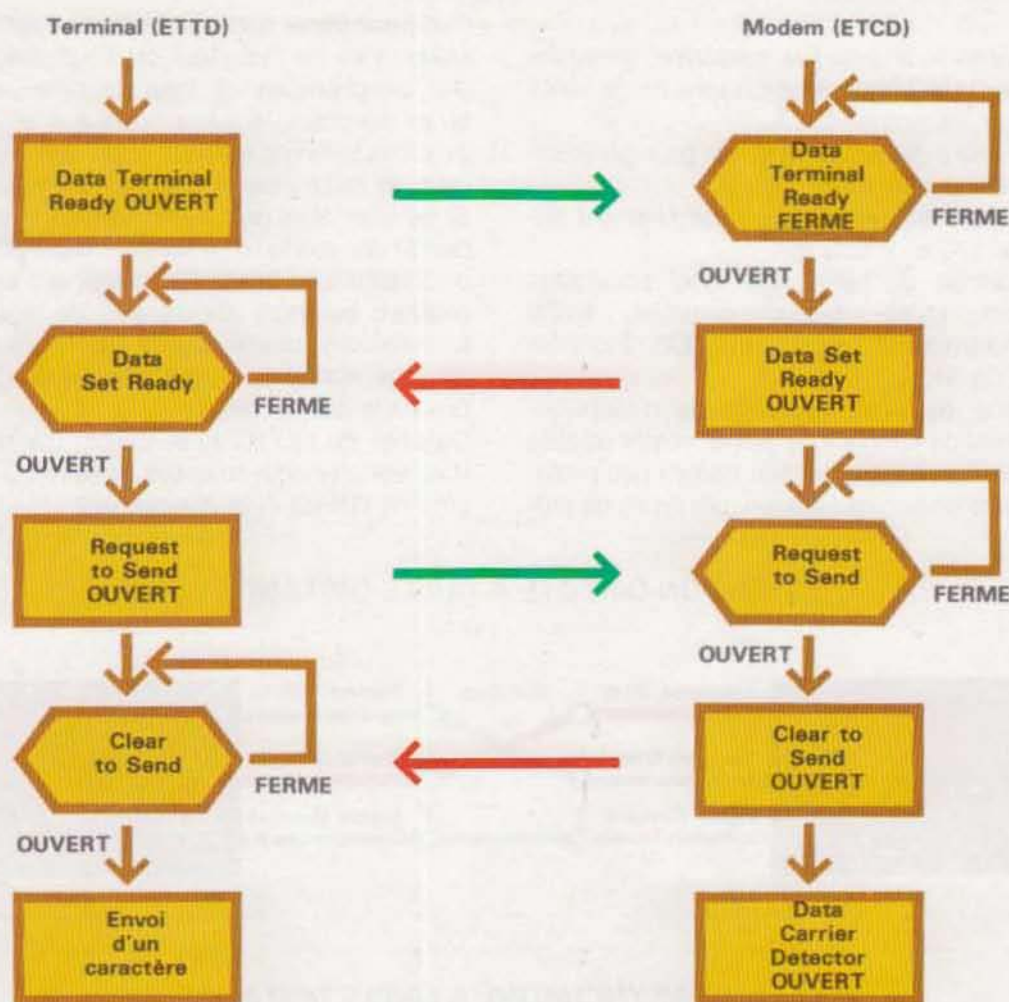 Terminal (ETTD)
Modem (ETCD)
Data Terminal
Ready OUVERT
Data
Terminal
Ready
FERME
FERME
OUVERT
Data
Set Ready
FERME
OUVERT
Data Set
Ready
OUVERT
Request
to Send
OUVERT
Request
to Send
FERME
OUVERT
Clear
to Send
FERME
OUVERT
Clear to
Send
OUVERT
Envoi
d'un
caractère
Data
Carrier
Detector
OUVERT